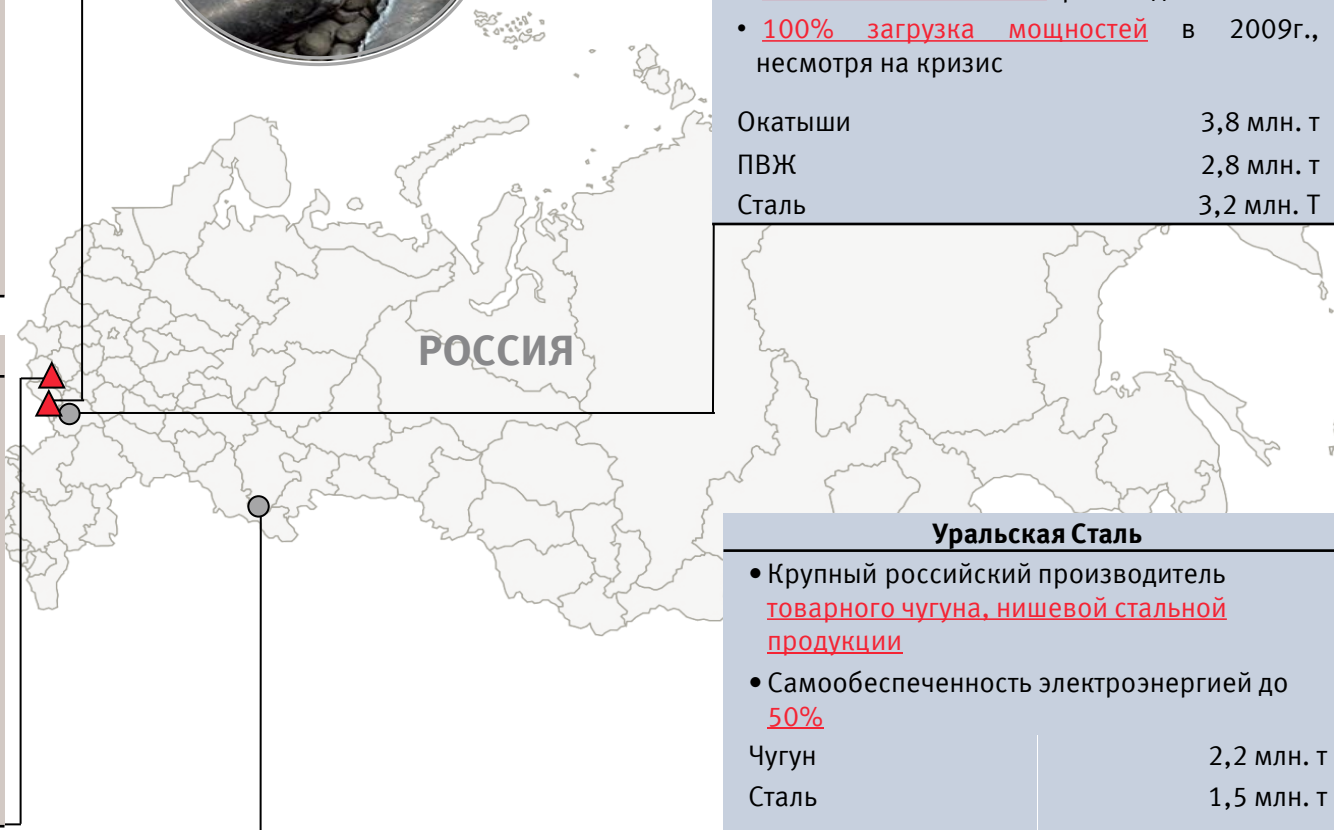 • 100% загрузка мощностей в 2009г.,
несмотря на кризис
Окатыши 3,8 млн. т
ПВЖ 2,8 млн. т
Сталь 3,2 млн. Т
РОССИЯ
Уральская Сталь
• Крупный российский производитель
товарного чугуна, нишевой стальной
продукции
• Самообеспеченность электроэнергией до
50%
Чугун 2,2 млн. т
Сталь 1,5 млн. т